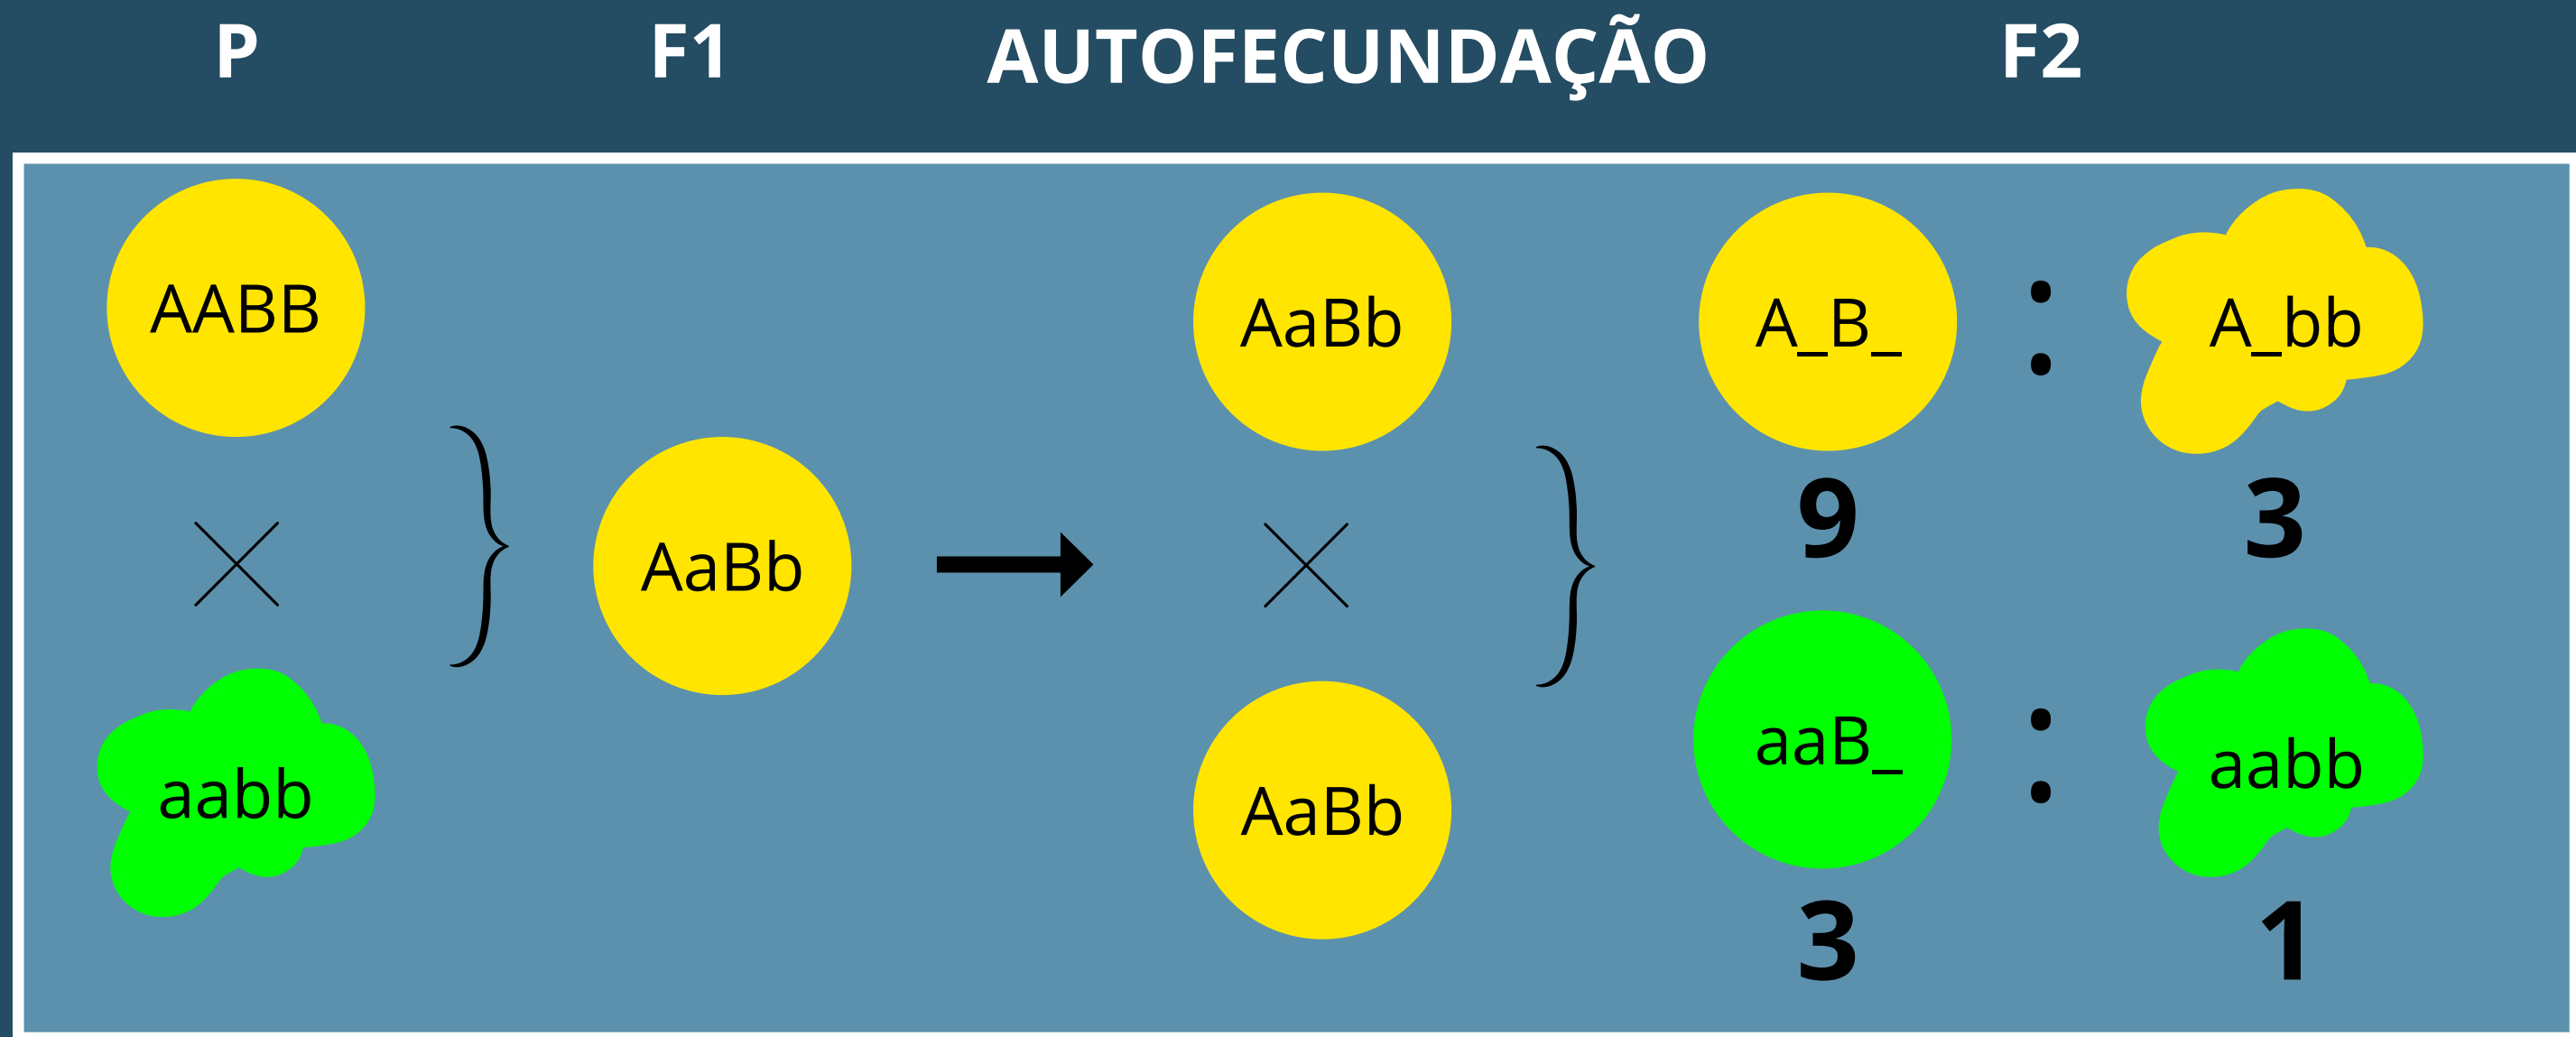 P F1 AUTOFECUNDAÇÃO F2
AABB
aabb
AaBb
AaBb
AaBb
A_B_ : A_bb
9 3
aaB_ : aabb
3 1